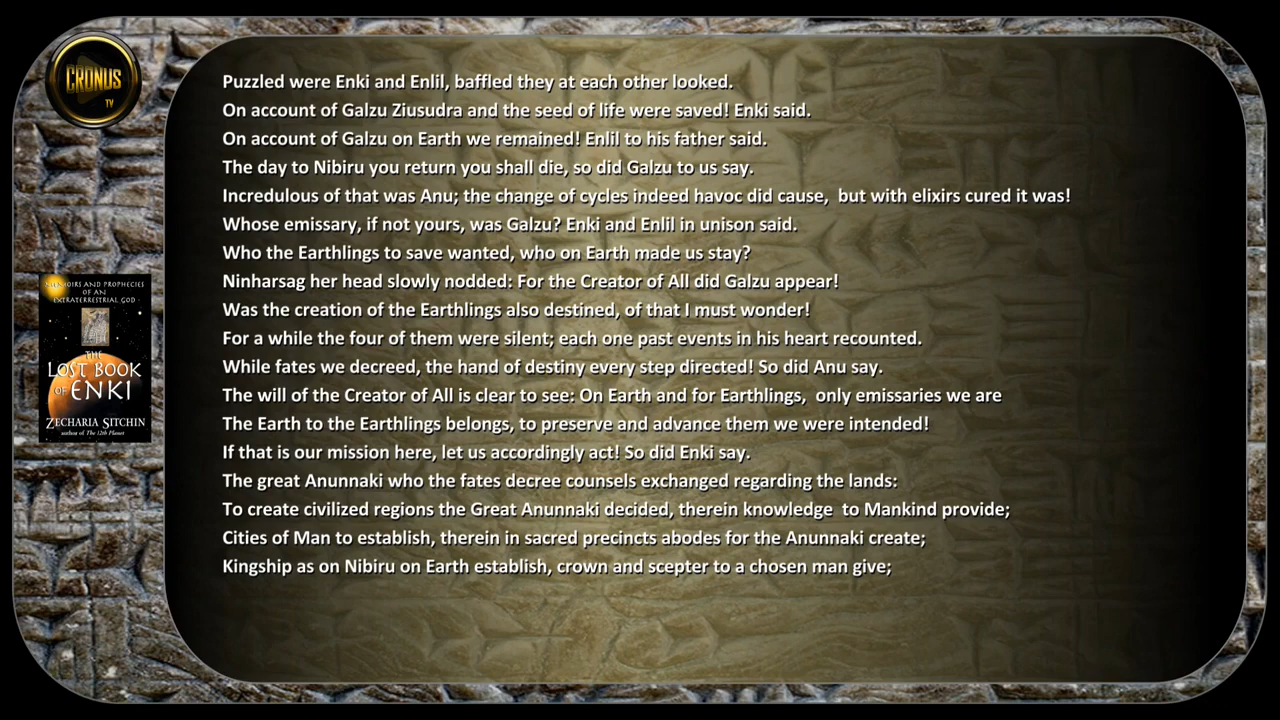 CRONUS
TV
Puzzled were Enki and Enlil, baffled they at each other looked.
On account of Galzu Ziusudra and the seed of life were saved! Enki said.
On account of Galzu on Earth we remained! Enlil to his father said.
The day to Nibiru you return you shall die, so did Galzu to us say.
Incredulous of that was Anu; the change of cycles indeed havoc did cause,  but with elixirs cured it was!
Whose emissary, if not yours, was Galzu? Enki and Enlil in unison said.
Who the Earthlings to save wanted, who on Earth made us stay?
Ninharsag her head slowly nodded: For the Creator of All did Galzu appear!
Was the creation of the Earthlings also destined, of that I must wonder!
For a while the four of them were silent; each one past events in his heart recounted.
While fates we decreed, the hand of destiny every step directed! So did Anu say.
The will of the Creator of All is clear to see: On Earth and for Earthlings,  only emissaries we are
The Earth to the Earthlings belongs, to preserve and advance them we were intended!
If that is our mission here, let us accordingly act! So did Enki say.
The great Anunnaki who the fates decree counsels exchanged regarding the lands:
To create civilized regions the Great Anunnaki decided, therein knowledge  to Mankind provide;
Cities of Man to establish, therein in sacred precincts abodes for the Anunnaki create;
Kingship as on Nibiru on Earth establish, crown and scepter to a chosen man give;
MEMOIRS AND PROPHECIES
OF AN
EXTRATERRESTRIAL GOD
THE
LOST BOOK
OF ENKI
ZECHARIA SITCHIN
author of The 12th Planet